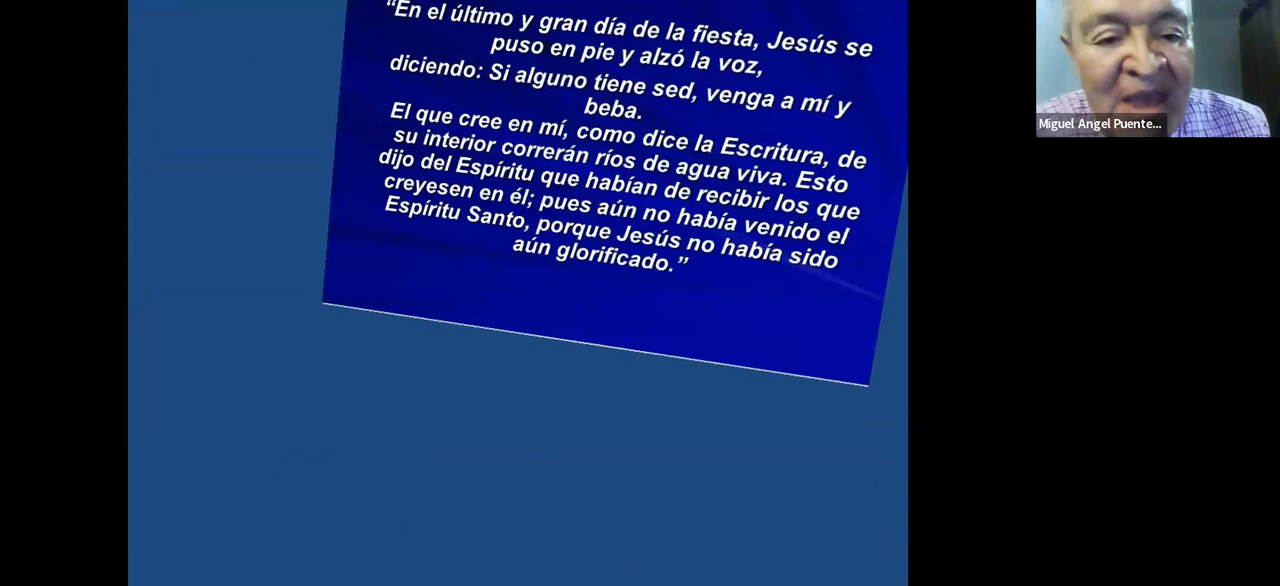 “En el último y gran día de la fiesta, Jesús se
puso en pie y alzó la voz,
diciendo: Si alguno tiene sed, venga a mí y
beba.
El que cree en mí, como dice la Escritura, de
su interior correrán ríos de agua viva. Esto
dijo del Espíritu que habían de recibir los que
creyesen en él; pues aún no había venido el
Espíritu Santo, porque Jesús no había sido
aún glorificado.”
Miguel Angel Puente...